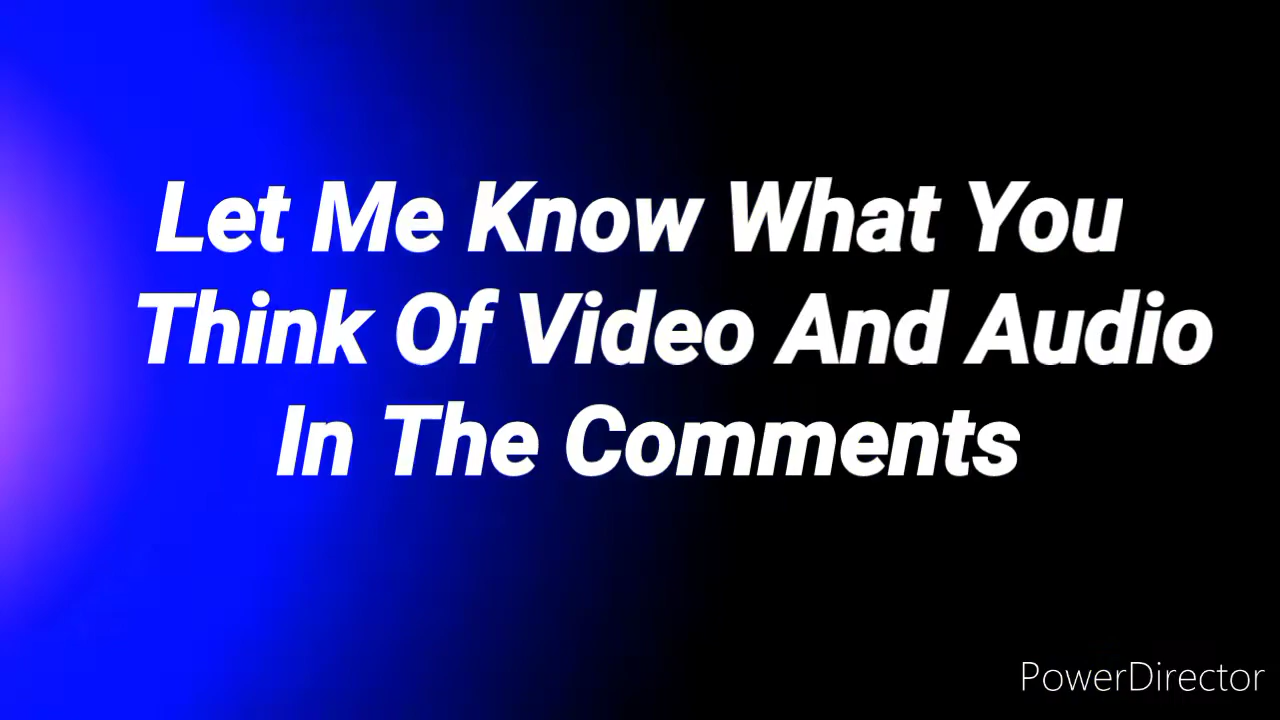 Let Me Know What You
Think Of Video And Audio
In The Comments
PowerDirector